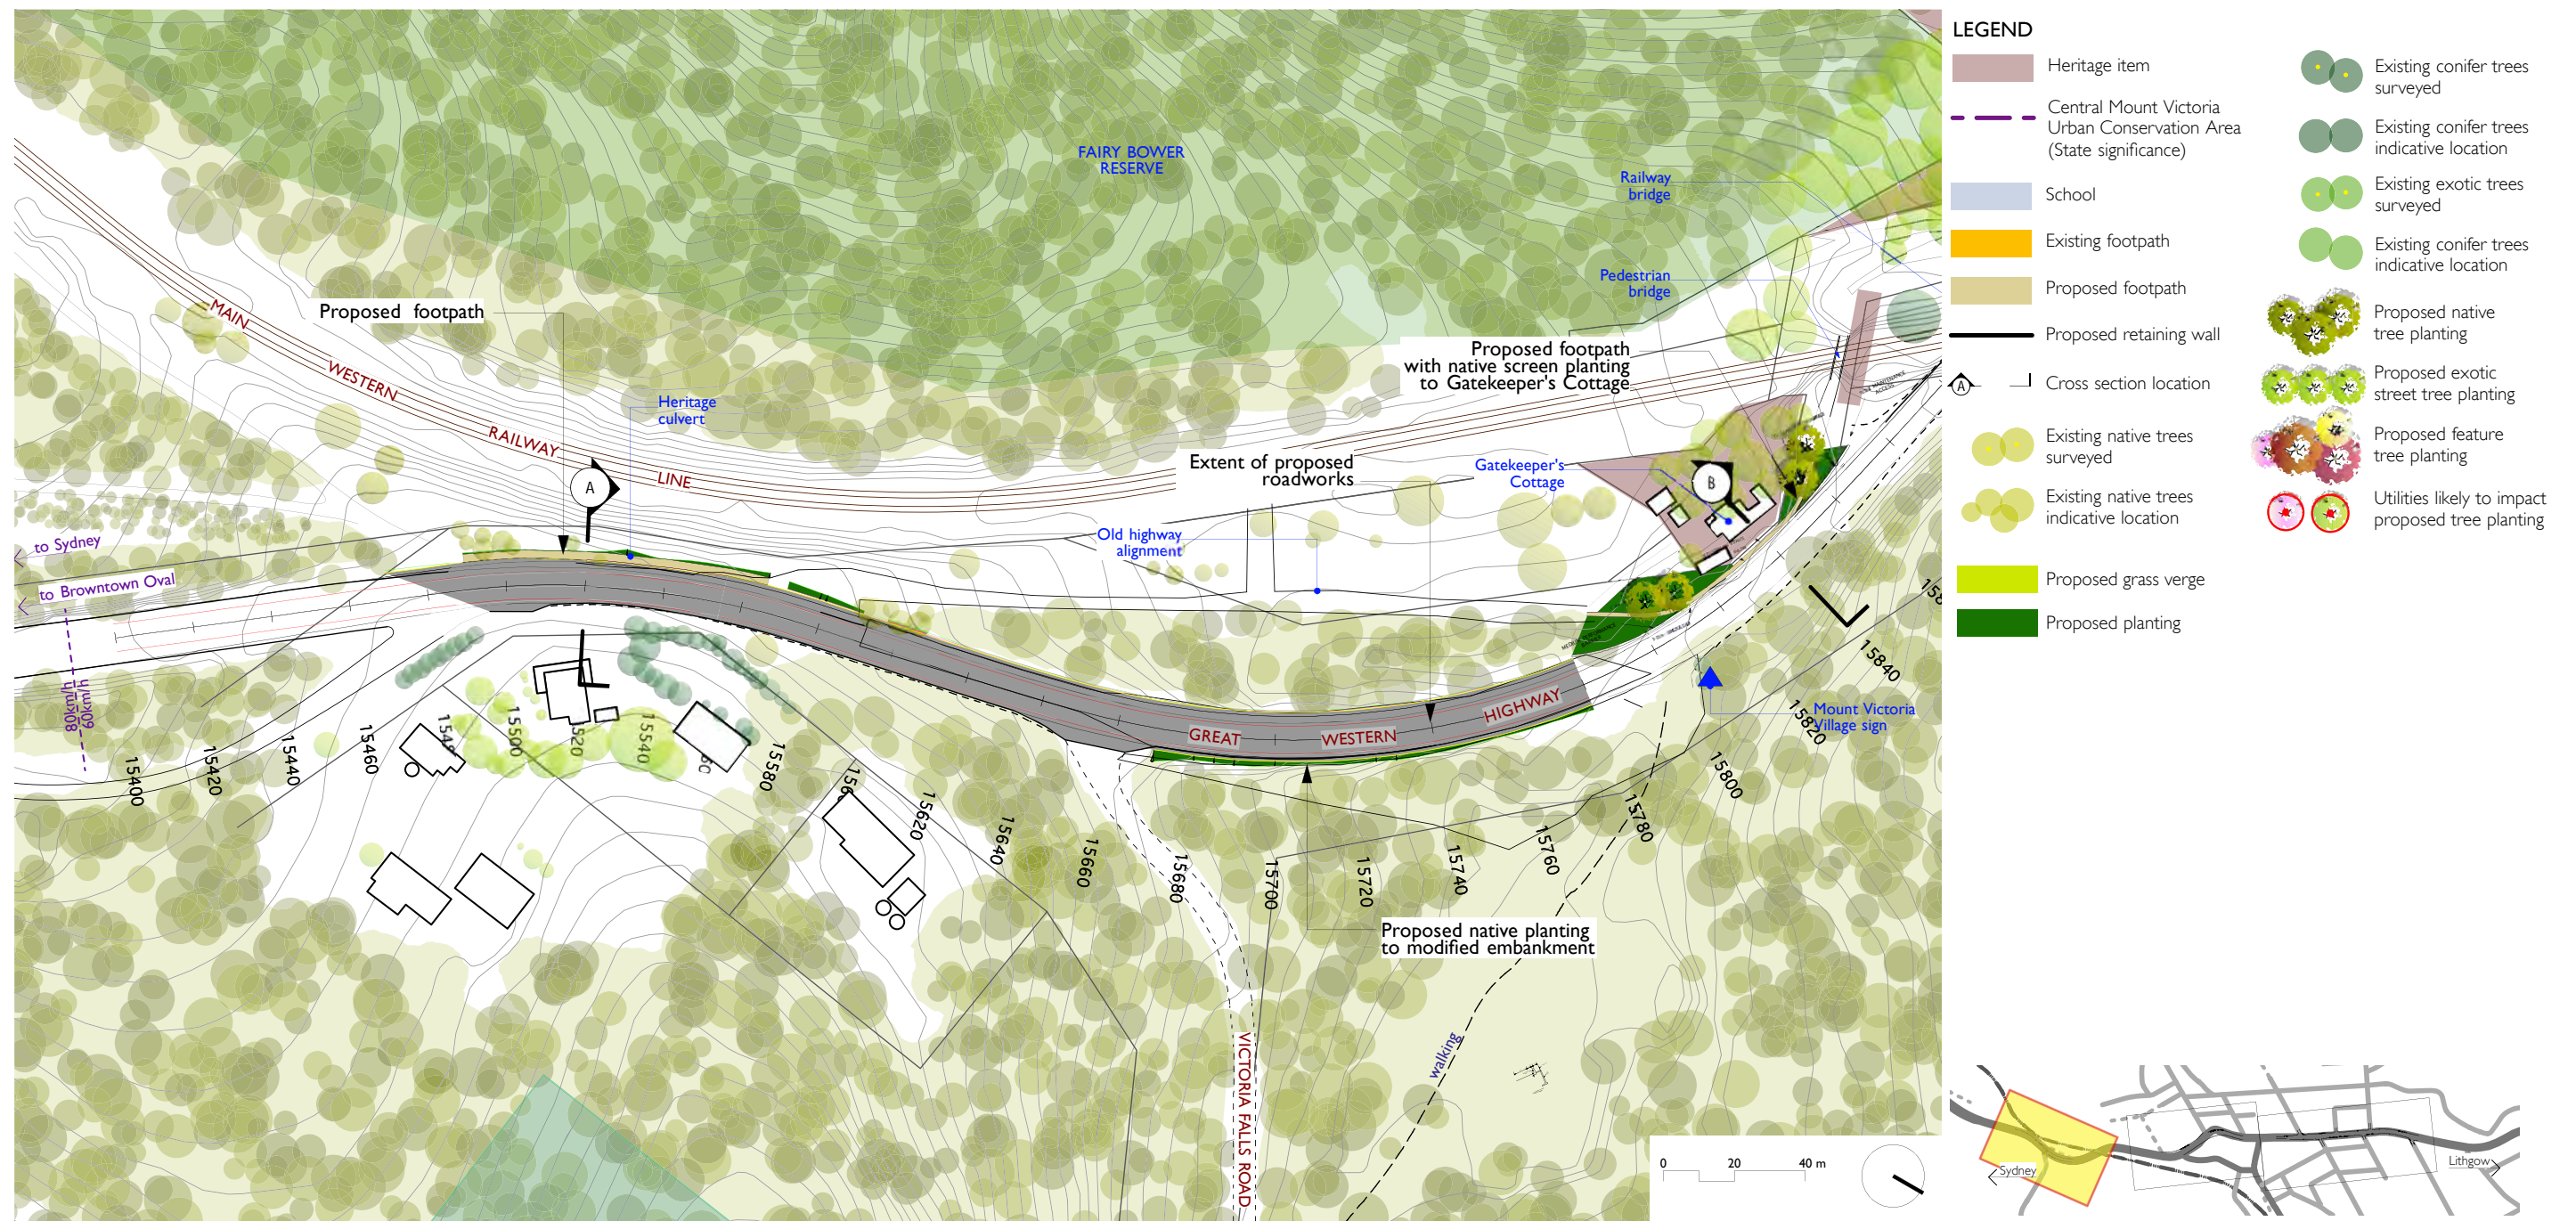 FAIRY BOWER
RESERVE
Railway
bridge
Pedestrian
bridge
MAIN
WESTERN
RAILWAY
LINE
Proposed footpath
Heritage
culvert
A
Proposed footpath
with native screen planting
to Gatekeeper's Cottage
Extent of proposed
roadworks
Gatekeeper's
Cottage
B
Old highway
alignment
to Sydney
to Browntown Oval
60km/h
80km/h
GREAT
WESTERN
HIGHWAY
Mount Victoria
Village sign
15400
15420
15440
15460
15500
15540
15580
15620
15640
15660
15680
15700
15720
15740
15760
15780
15800
15820
15840
Proposed native planting
to modified embankment
VICTORIA FALLS ROAD
walking
0 20 40 m
LEGEND
Heritage item
Central Mount Victoria
Urban Conservation Area
(State significance)
School
Existing footpath
Proposed footpath
Proposed retaining wall
A
Cross section location
Existing native trees
surveyed
Existing native trees
indicative location
Proposed grass verge
Proposed planting
Existing conifer trees
surveyed
Existing conifer trees
indicative location
Existing exotic trees
surveyed
Existing conifer trees
indicative location
Proposed native
tree planting
Proposed exotic
street tree planting
Proposed feature
tree planting
Utilities likely to impact
proposed tree planting
Sydney
Lithgow